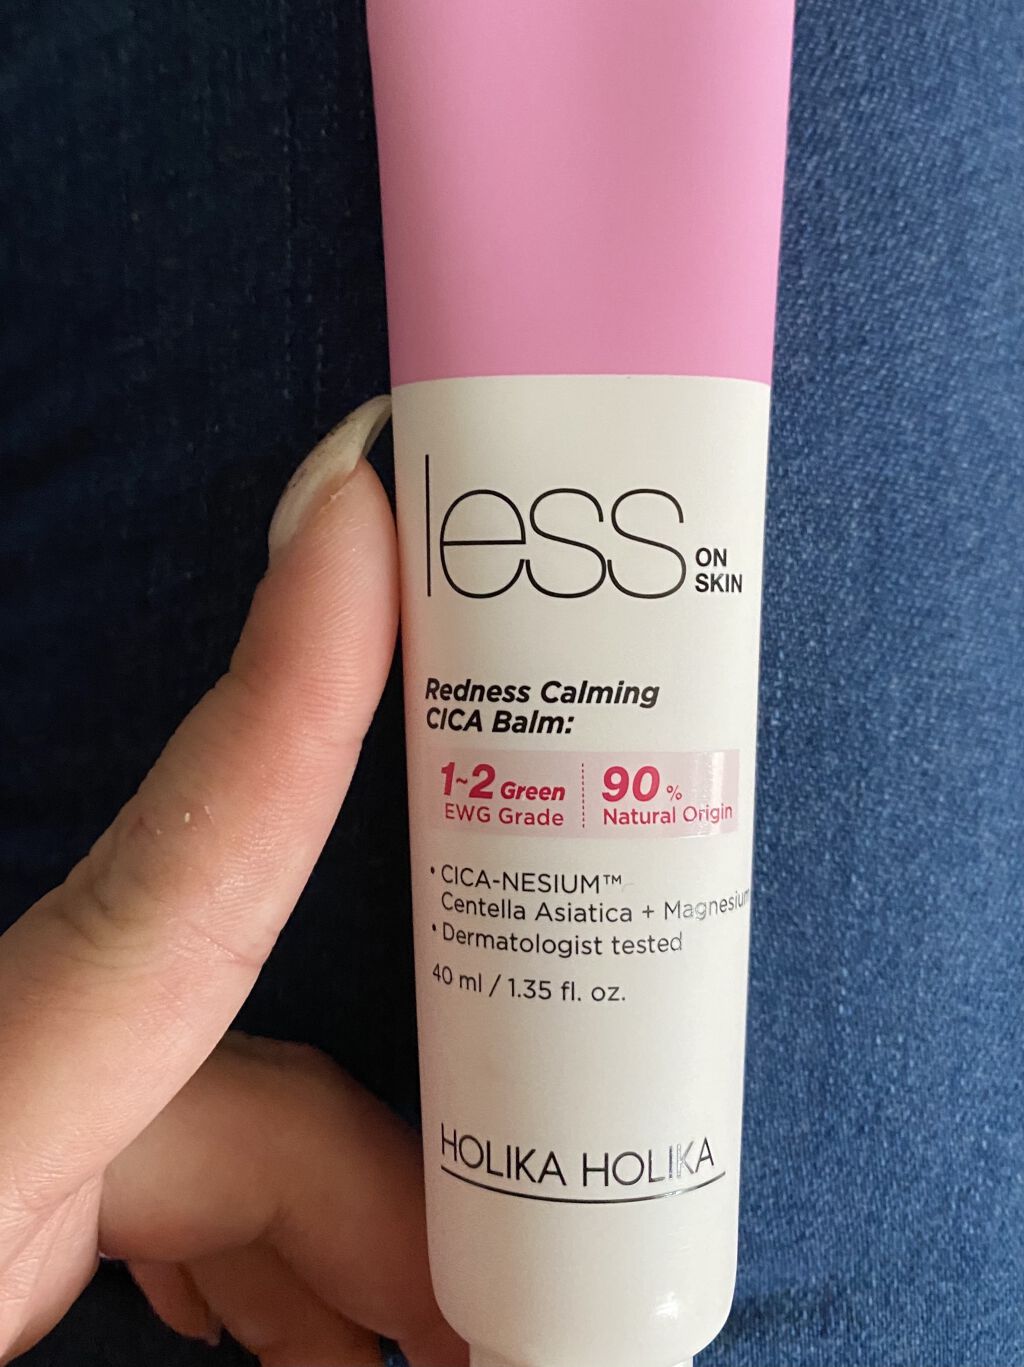 less ON
SKIN
Redness Calming
CICA Balm:
1~2 Green
EWG Grade
90 %
Natural Origin
• CICA-NESIUM™
Centella Asiatica + Magnesium
• Dermatologist tested
40 ml / 1.35 fl. oz.
HOLIKA HOLIKA